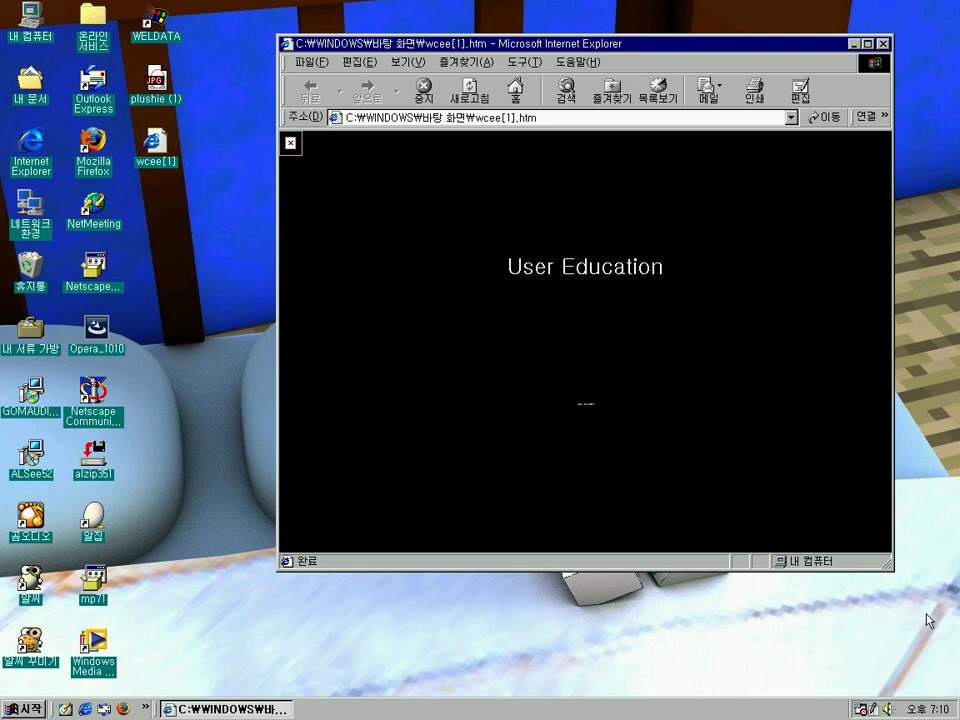 내 컴퓨터
온라인
서비스
WELDATA
내 문서
Outlook
Express
JPG
plushie (1)
Internet
Explorer
Mozilla
Firefox
wcee[1]
네트워크
환경
NetMeeting
휴지통
Netscape...
내 서류 가방
Opera_1010
GOMAUDI...
Netscape
Communi...
ALSee52
alzip351
곰오디오
알집
알씨
mp71
알씨 꾸미기
Windows
Media ...
C:\WINDOWS\바탕 화면\wcee[1].htm - Microsoft Internet Explorer
파일(F) 편집(E) 보기(V) 즐겨찾기(A) 도구(T) 도움말(H)
뒤로 앞으로 중지 새로고침 홈 검색 즐겨찾기 목록보기 메일 인쇄 편집
주소(D) C:\WINDOWS\바탕 화면\wcee[1].htm 이동 연결 »
User Education
완료 내 컴퓨터
시작 » C:\WINDOWS\바... 오후 7:10